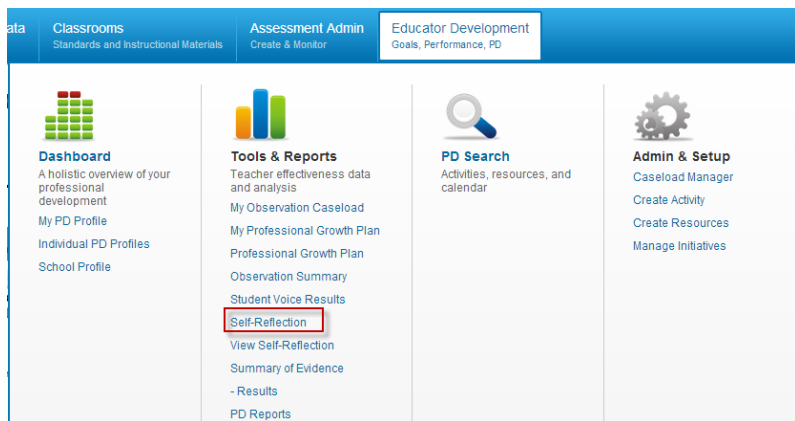 ata
Classrooms
Standards and Instructional Materials
Assessment Admin
Create & Monitor
Educator Development
Goals, Performance, PD
Dashboard
A holistic overview of your
professional
development
My PD Profile
Individual PD Profiles
School Profile
Tools & Reports
Teacher effectiveness data
and analysis
My Observation Caseload
My Professional Growth Plan
Professional Growth Plan
Observation Summary
Student Voice Results
Self-Reflection
View Self-Reflection
Summary of Evidence
- Results
PD Reports
PD Search
Activities, resources, and
calendar
Admin & Setup
Caseload Manager
Create Activity
Create Resources
Manage Initiatives